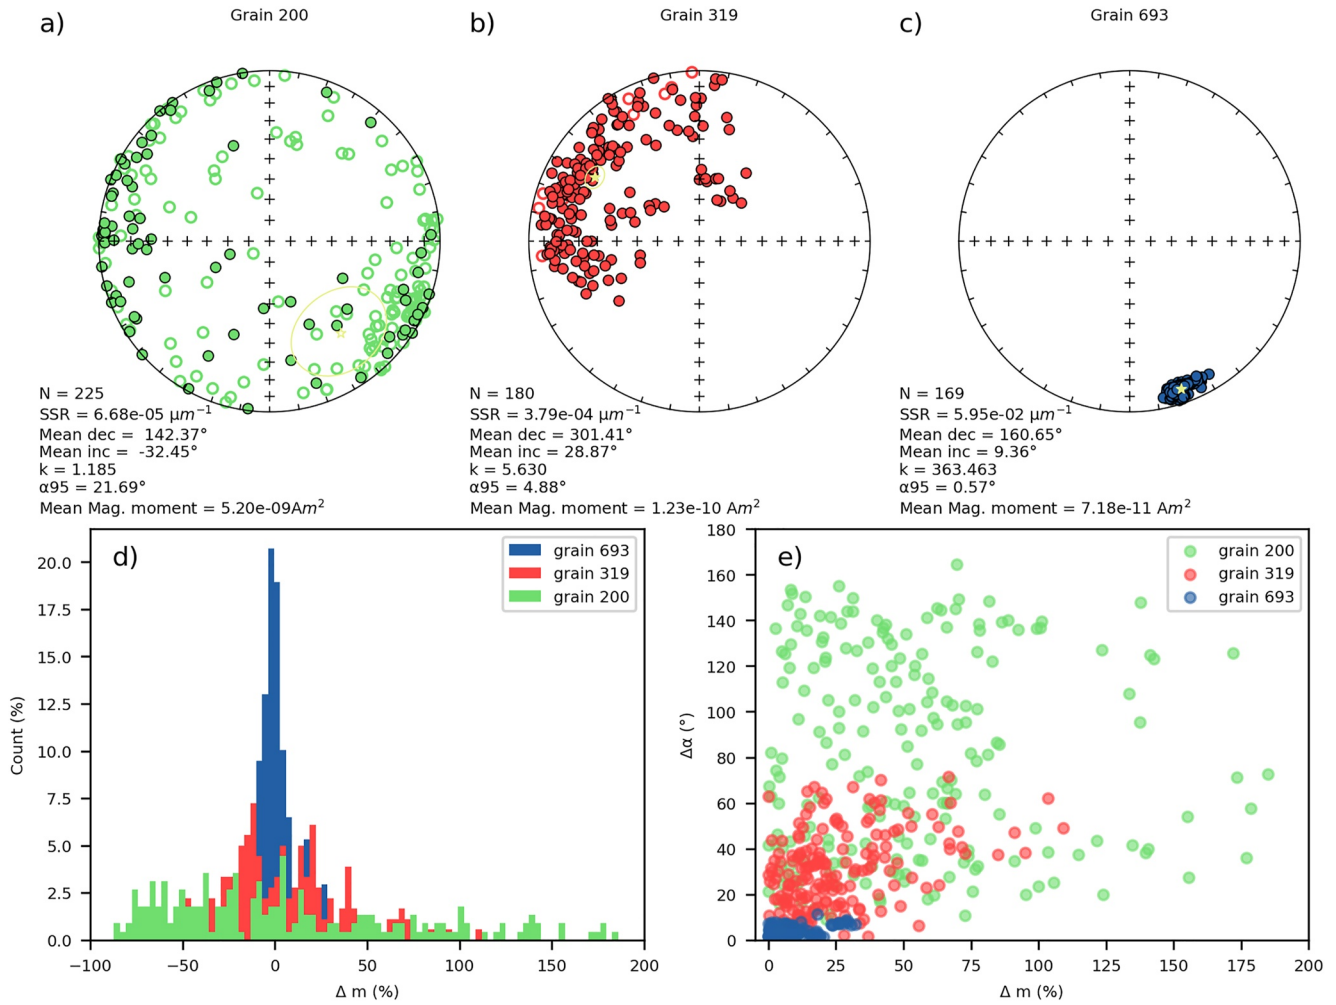 a)
Grain 200
b)
Grain 319
c)
Grain 693
N = 225
SSR = 6.68e-05 μm⁻¹
Mean dec =  142.37°
Mean inc =  -32.45°
k = 1.185
α95 = 21.69°
Mean Mag. moment = 5.20e-09Am²
N = 180
SSR = 3.79e-04 μm⁻¹
Mean dec = 301.41°
Mean inc = 28.87°
k = 5.630
α95 = 4.88°
Mean Mag. moment = 1.23e-10 Am²
N = 169
SSR = 5.95e-02 μm⁻¹
Mean dec = 160.65°
Mean inc = 9.36°
k = 363.463
α95 = 0.57°
Mean Mag. moment = 7.18e-11 Am²
d)
grain 693
grain 319
grain 200
20.0
17.5
15.0
12.5
10.0
7.5
5.0
2.5
0.0
Count (%)
−100
−50
0
50
100
150
200
Δ m (%)
e)
grain 200
grain 319
grain 693
180
160
140
120
100
80
60
40
20
0
Δα (°)
0
25
50
75
100
125
150
175
200
Δ m (%)